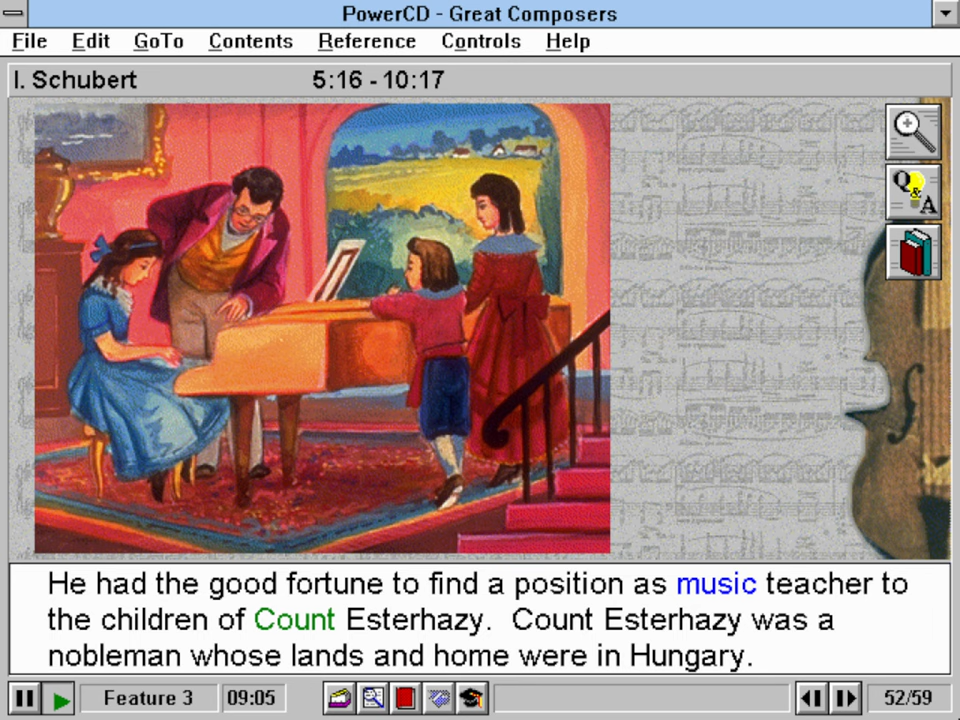 PowerCD - Great Composers
File Edit GoTo Contents Reference Controls Help
I. Schubert 5:16 - 10:17
Q & A
He had the good fortune to find a position as music teacher to
the children of Count Esterhazy. Count Esterhazy was a
nobleman whose lands and home were in Hungary.
Feature 3 09:05 52/59